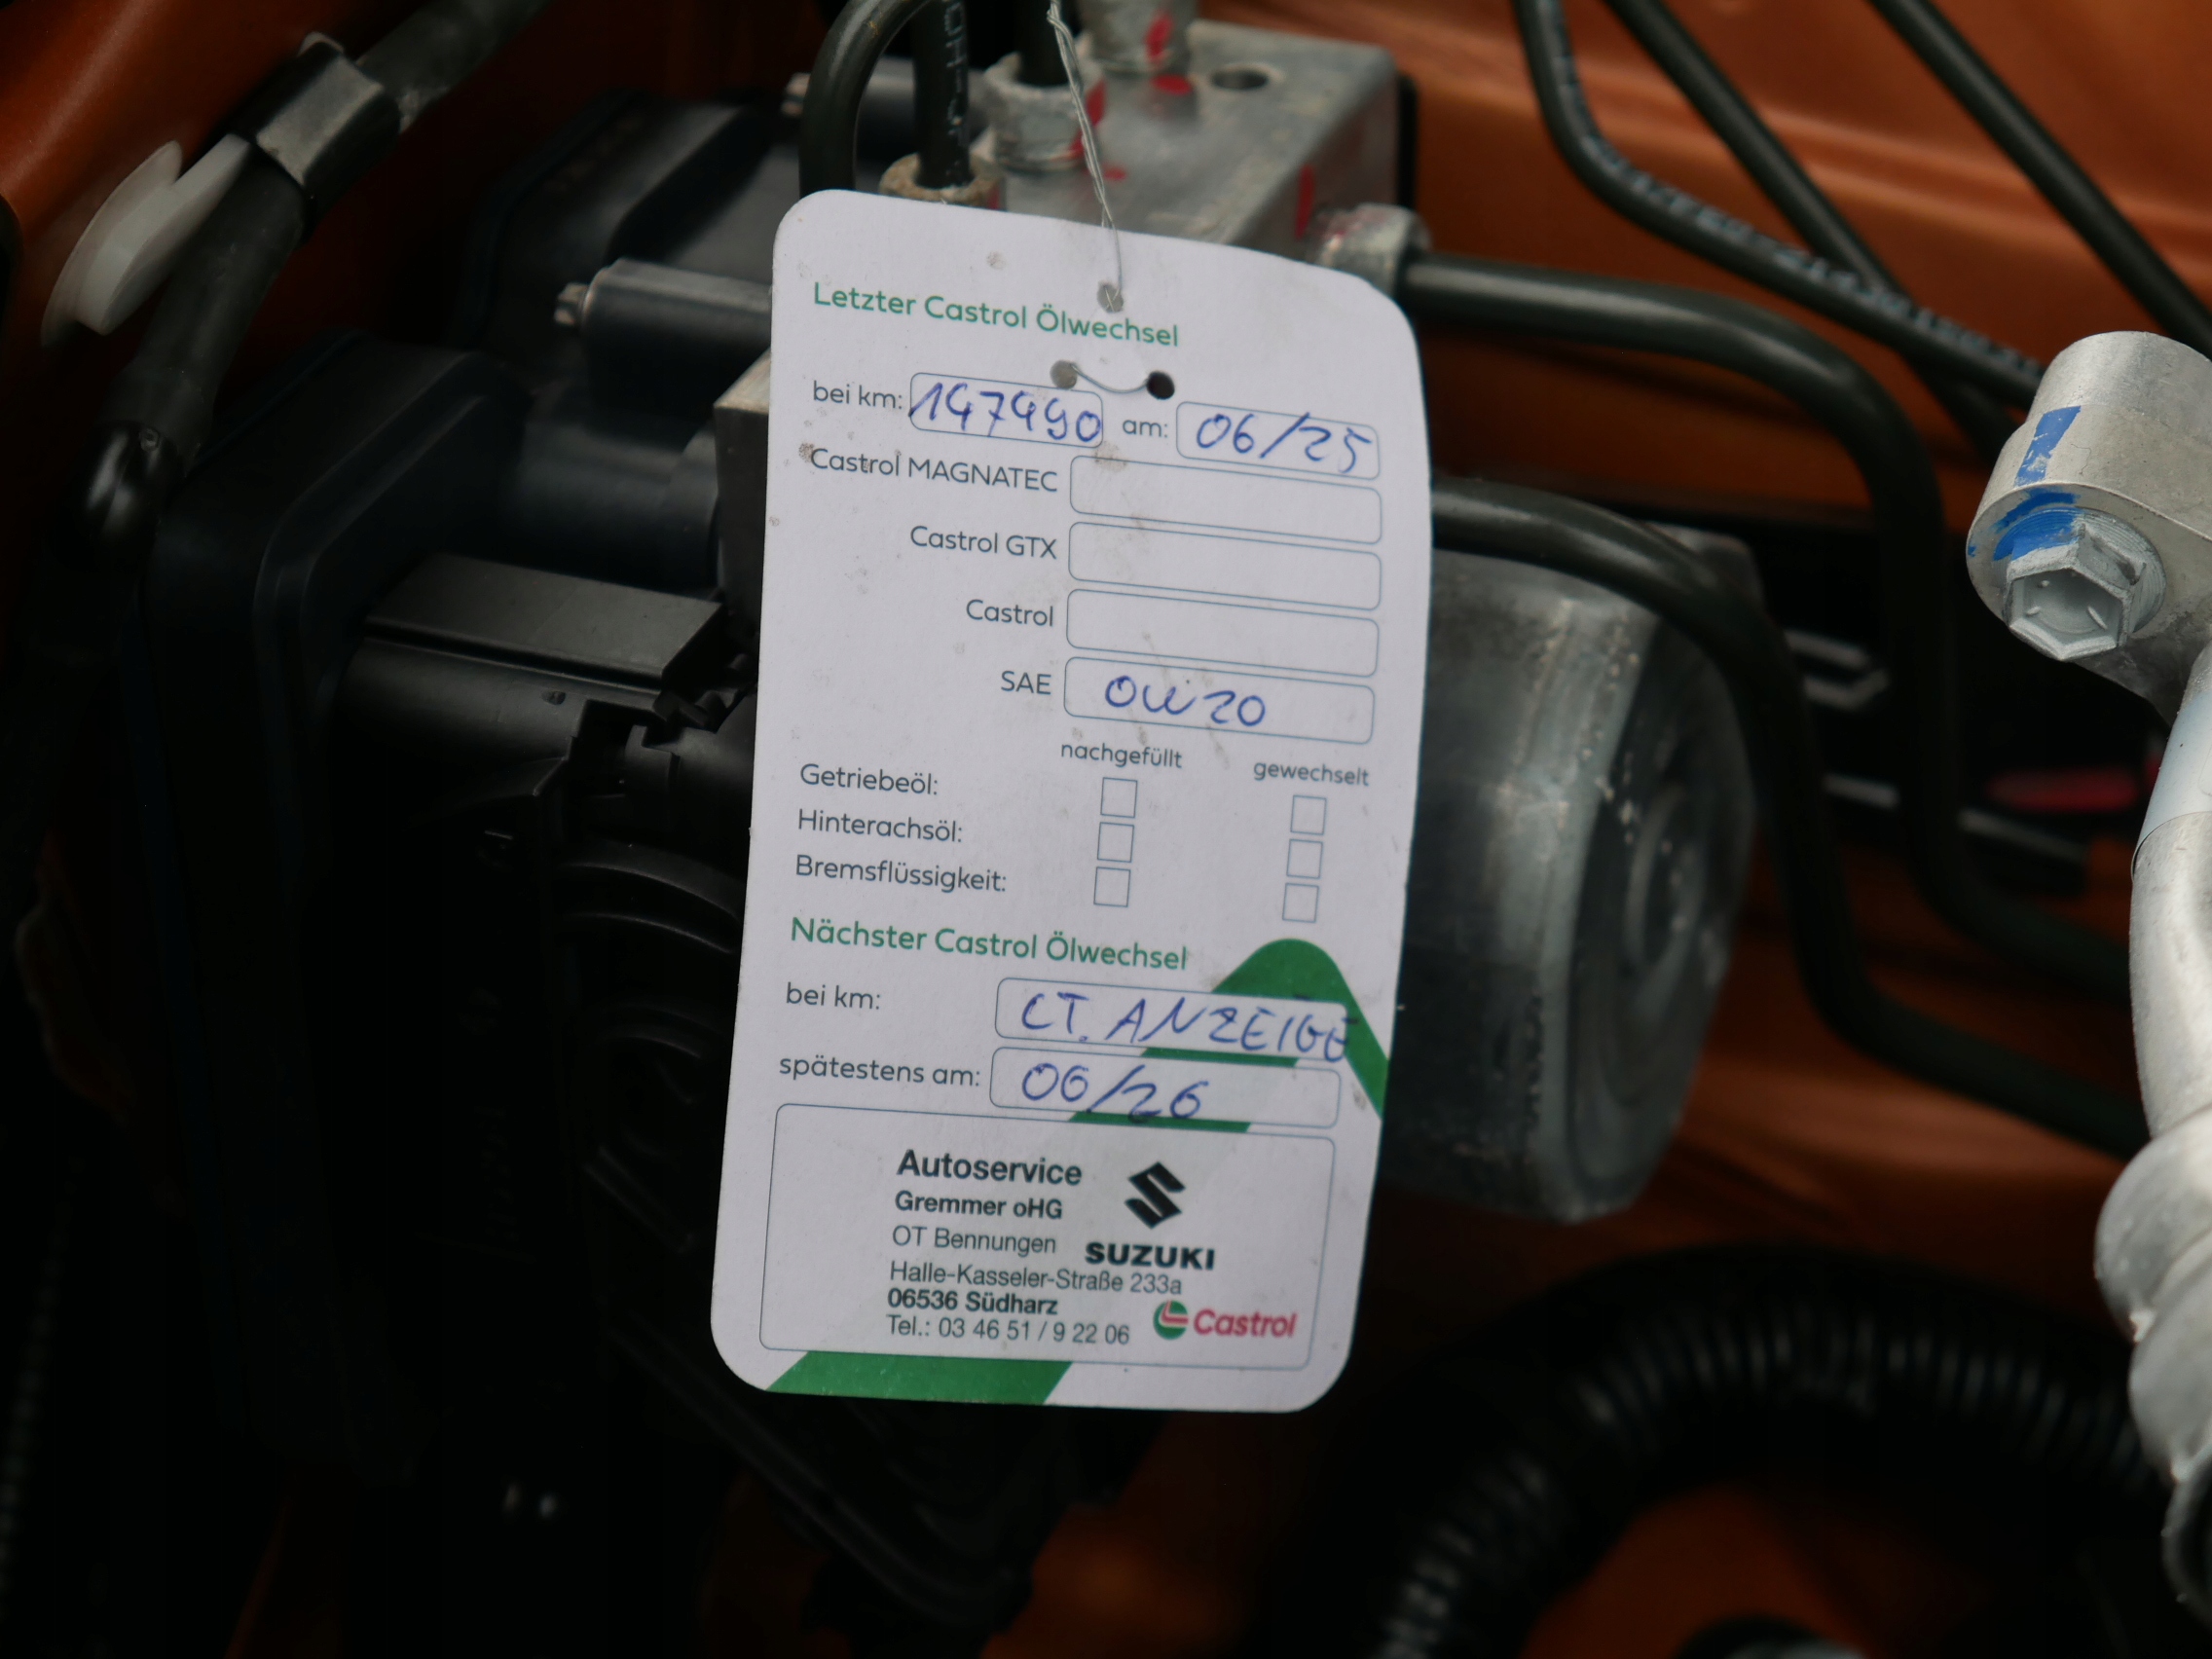 Letzter Castrol Ölwechsel
bei km: 147490 am: 06/25
Castrol MAGNATEC
Castrol GTX
Castrol
SAE 0W20
nachgefüllt gewechselt
Getriebeöl:
Hinterachsöl:
Bremsflüssigkeit:
Nächster Castrol Ölwechsel
bei km: LT. ANZEIGE
spätestens am: 06/26
Autoservice
Gremmer oHG
OT Bennungen
SUZUKI
Halle-Kasseler-Straße 233a
06536 Südharz
Tel.: 03 46 51 / 9 22 06
Castrol